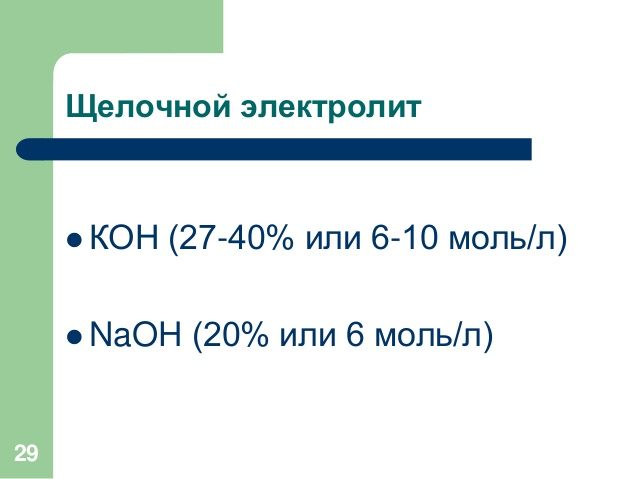 Щелочной электролит
● КОН (27-40% или 6-10 моль/л)
● NaOH (20% или 6 моль/л)
29